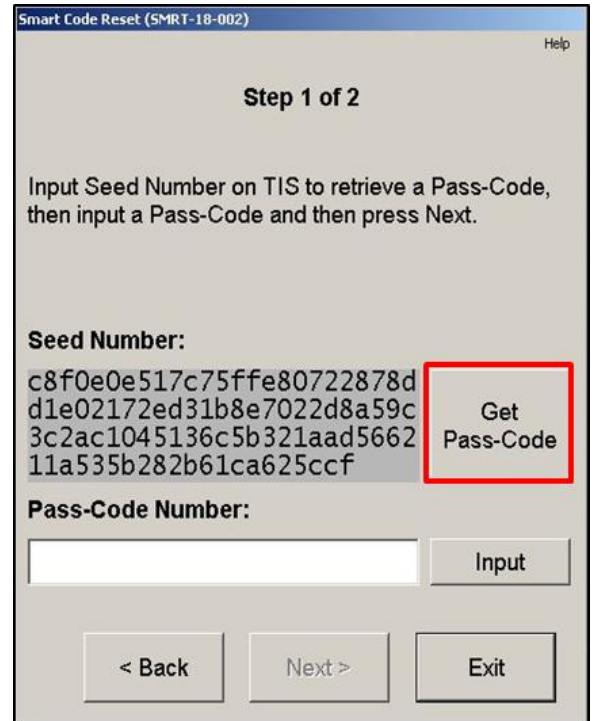 Smart Code Reset (SMRT-18-002)
Help
Step 1 of 2
Input Seed Number on TIS to retrieve a Pass-Code,
then input a Pass-Code and then press Next.
Seed Number:
c8f0e0e517c75ffe80722878d
d1e02172ed31b8e7022d8a59c
3c2ac1045136c5b321aad5662
11a535b282b61ca625ccf
Get
Pass-Code
Pass-Code Number:
Input
< Back
Next >
Exit